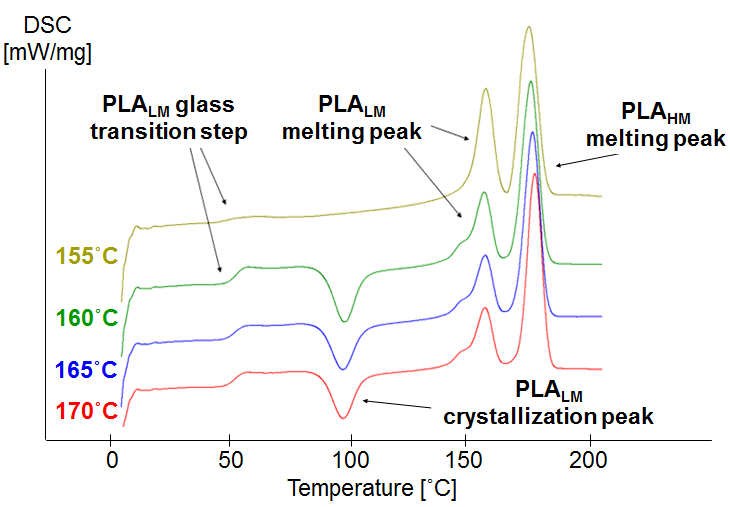 DSC
[mW/mg]
PLALM glass
transition step
PLALM
melting peak
PLAHM
melting peak
155˚C
160˚C
165˚C
170˚C
PLALM
crystallization peak
0 50 100 150 200
Temperature [˚C]